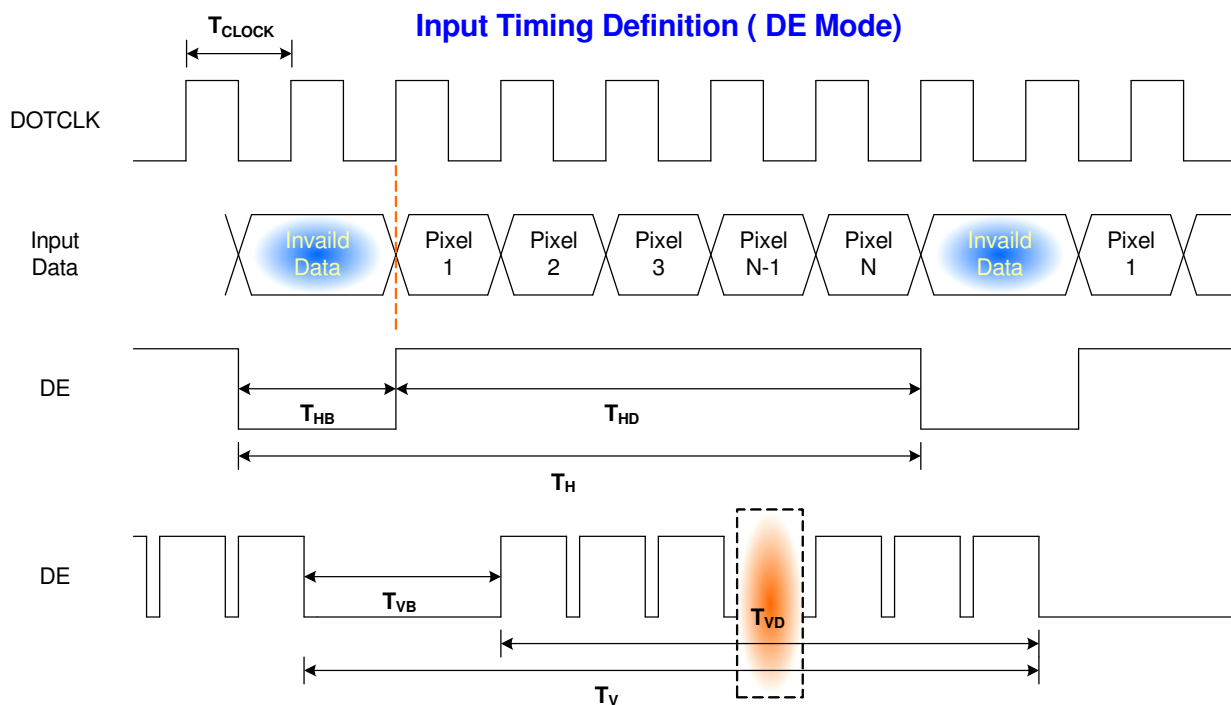 Input Timing Definition ( DE Mode)
TCLOCK
DOTCLK
Input
Data
Invaild
Data
Pixel
1
Pixel
2
Pixel
3
Pixel
N-1
Pixel
N
Invaild
Data
Pixel
1
DE
THB
THD
TH
DE
TVB
TVD
TV